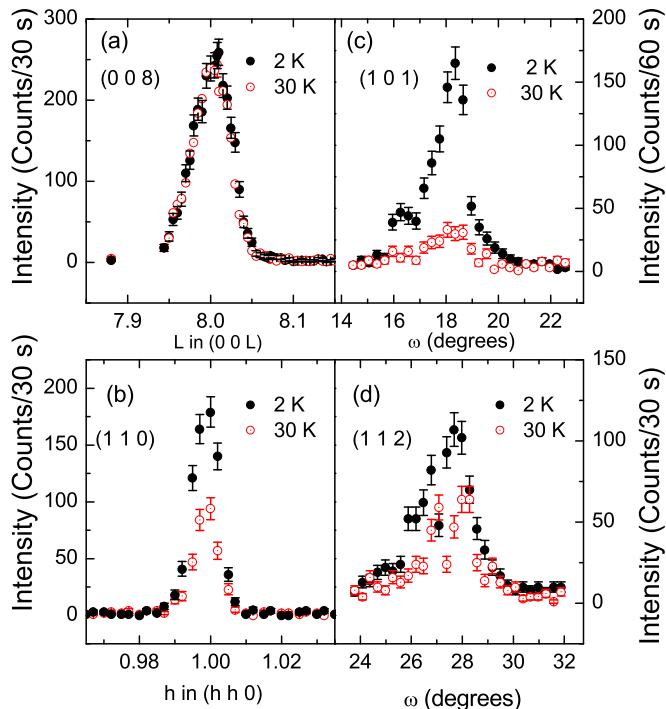 (a)
(0 0 8)
2 K
30 K
300
200
100
0
7.9
8.0
8.1
L in (0 0 L)
Intensity (Counts/30 s)
(c)
(1 0 1)
2 K
30 K
200
150
100
50
0
14
16
18
20
22
ω (degrees)
Intensity (Counts/60 s)
(b)
(1 1 0)
2 K
30 K
200
150
100
50
0
0.98
1.00
1.02
h in (h h 0)
Intensity (Counts/30 s)
(d)
(1 1 2)
2 K
30 K
150
100
50
0
24
26
28
30
32
ω (degrees)
Intensity (Counts/30 s)